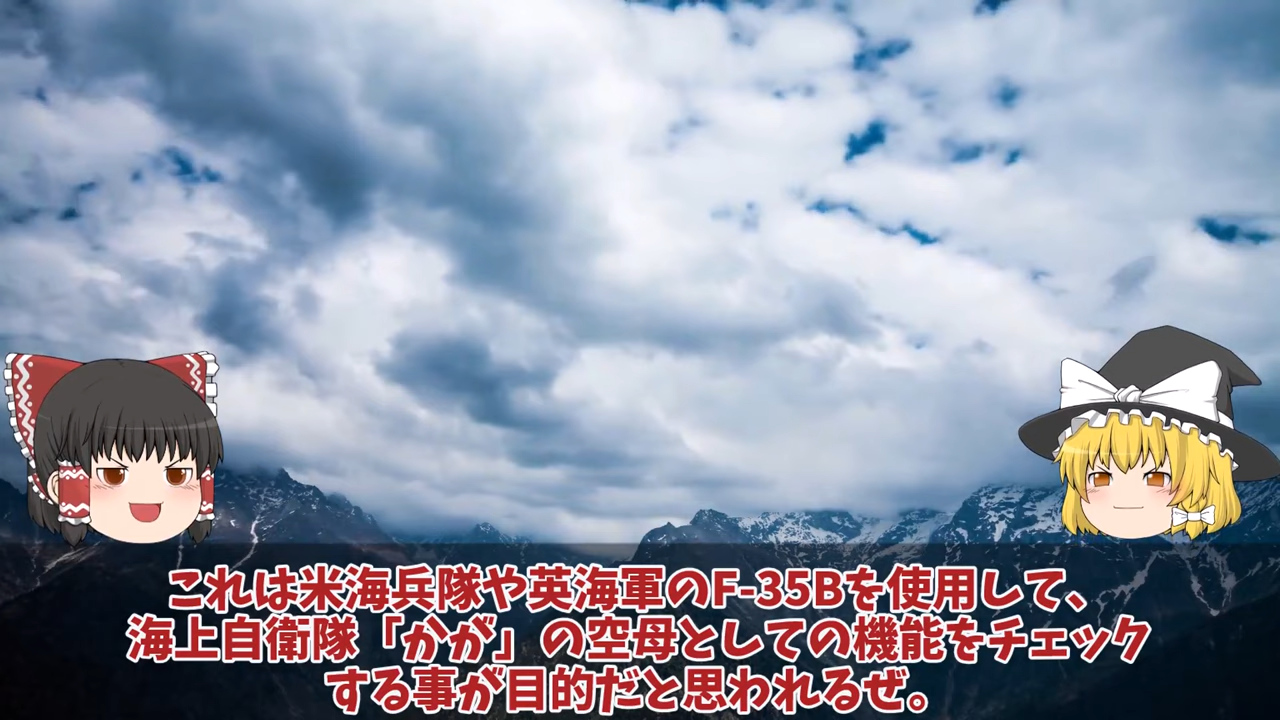 これは米海兵隊や英海軍のF-35Bを使用して、
海上自衛隊「かが」の空母としての機能をチェック
する事が目的だと思われるぜ。